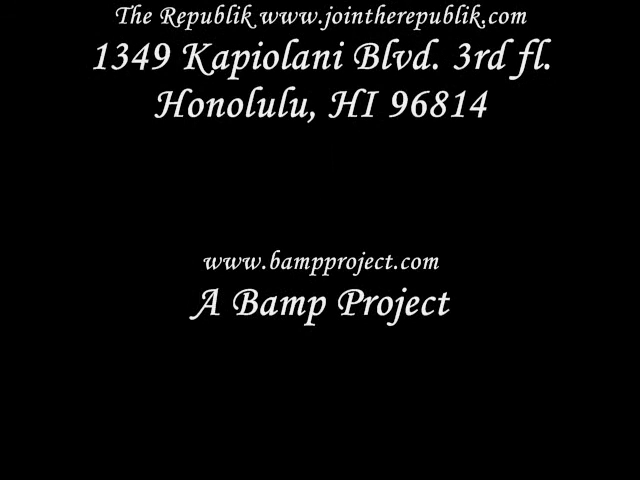 The Republik www.jointherepublik.com
1349 Kapiolani Blvd. 3rd fl.
Honolulu, HI 96814
www.bampproject.com
A Bamp Project